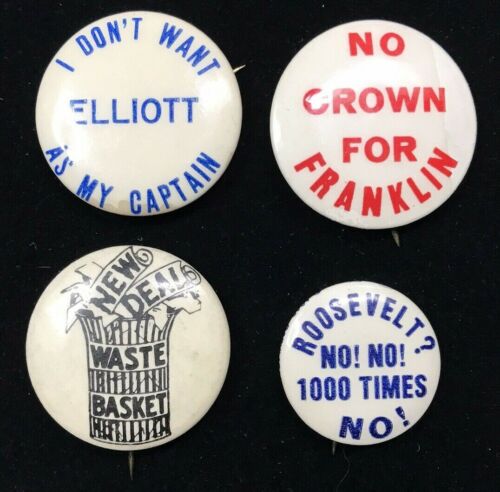 I DON'T WANT
ELLIOTT
AS MY CAPTAIN
NO
CROWN
FOR
FRANKLIN
NEW
DEAL
WASTE
BASKET
ROOSEVELT?
NO! NO!
1000 TIMES
NO!